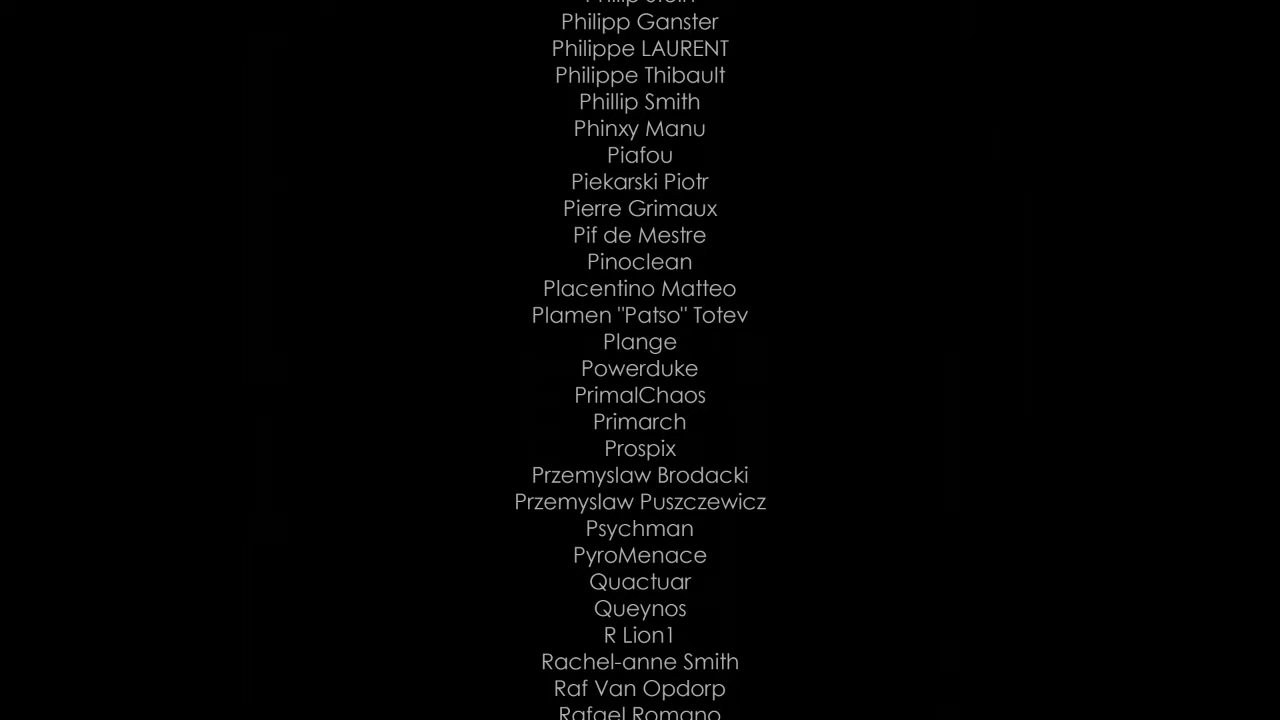 Philipp Ganster
Philippe LAURENT
Philippe Thibault
Phillip Smith
Phinxy Manu
Piafou
Piekarski Piotr
Pierre Grimaux
Pif de Mestre
Pinoclean
Placentino Matteo
Plamen "Patso" Totev
Plange
Powerduke
PrimalChaos
Primarch
Prospix
Przemyslaw Brodacki
Przemyslaw Puszczewicz
Psychman
PyroMenace
Quactuar
Queynos
R Lion1
Rachel-anne Smith
Raf Van Opdorp
Rafael Romano